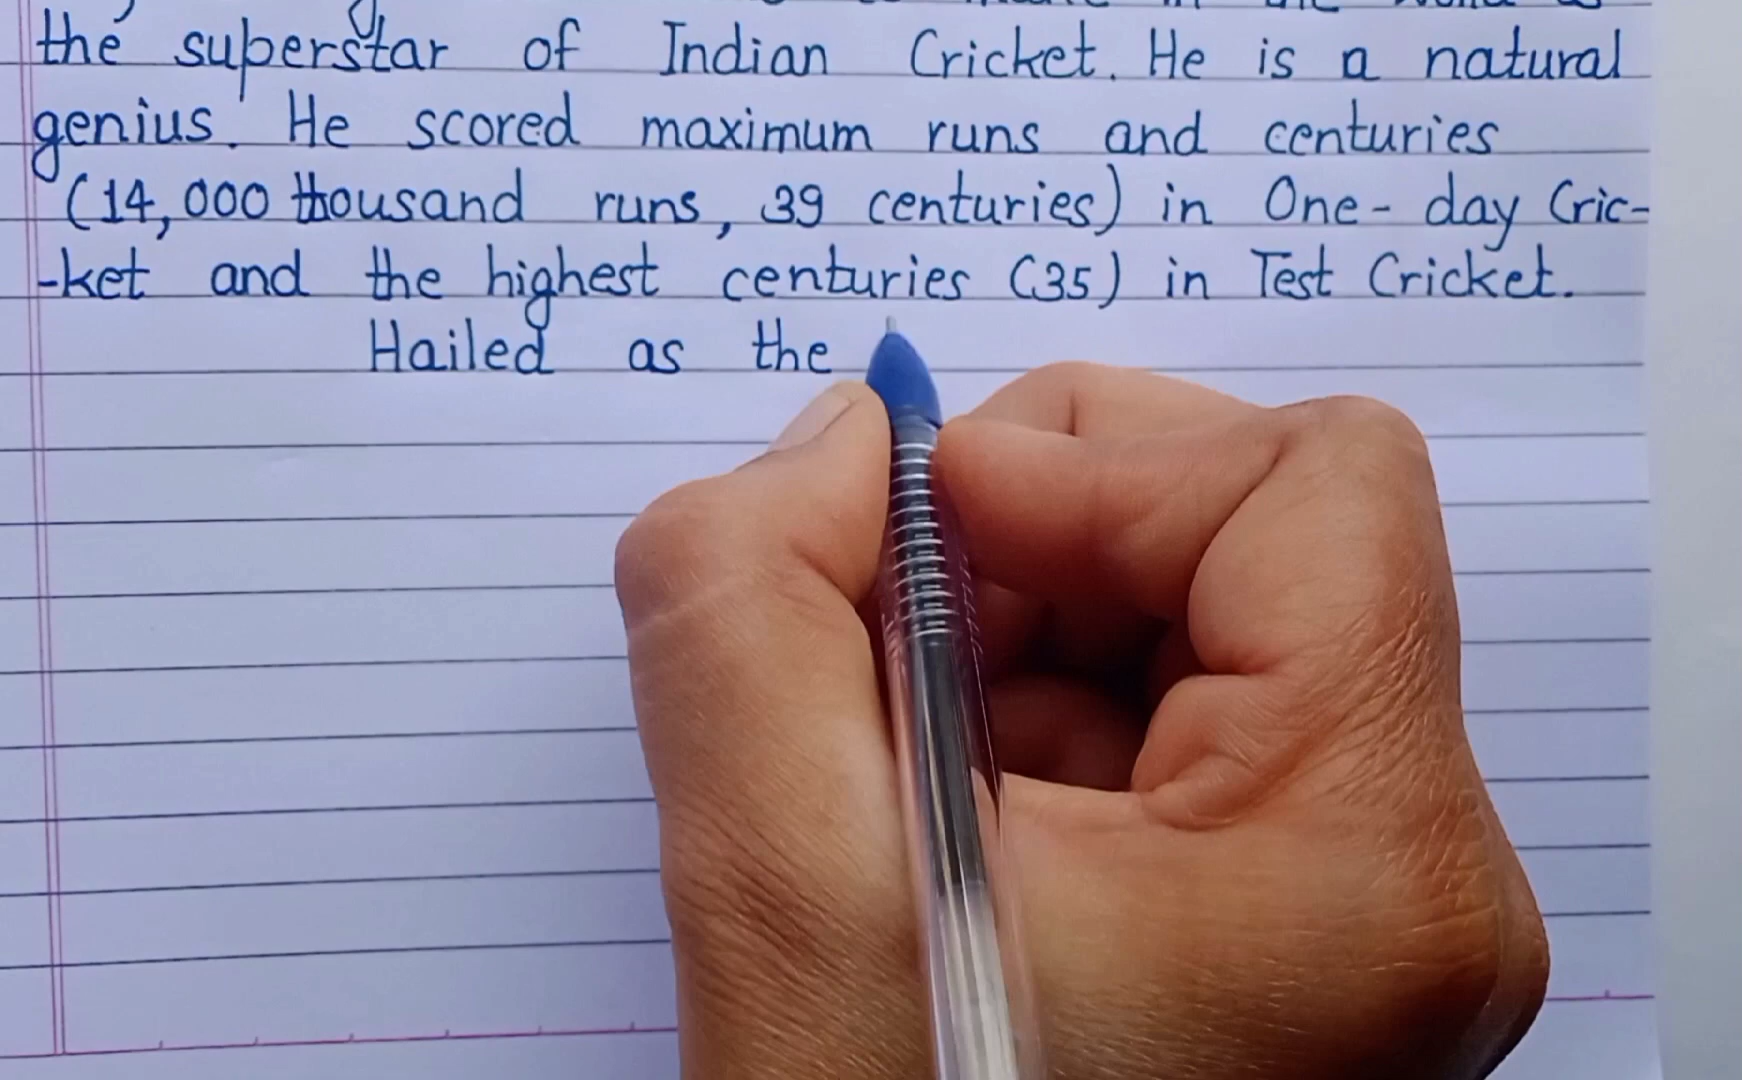 the superstar of Indian Cricket. He is a natural
genius. He scored maximum runs and centuries
(14,000 thousand runs, 39 centuries) in One-day Cric-
-ket and the highest centuries (35) in Test Cricket.
Hailed as the